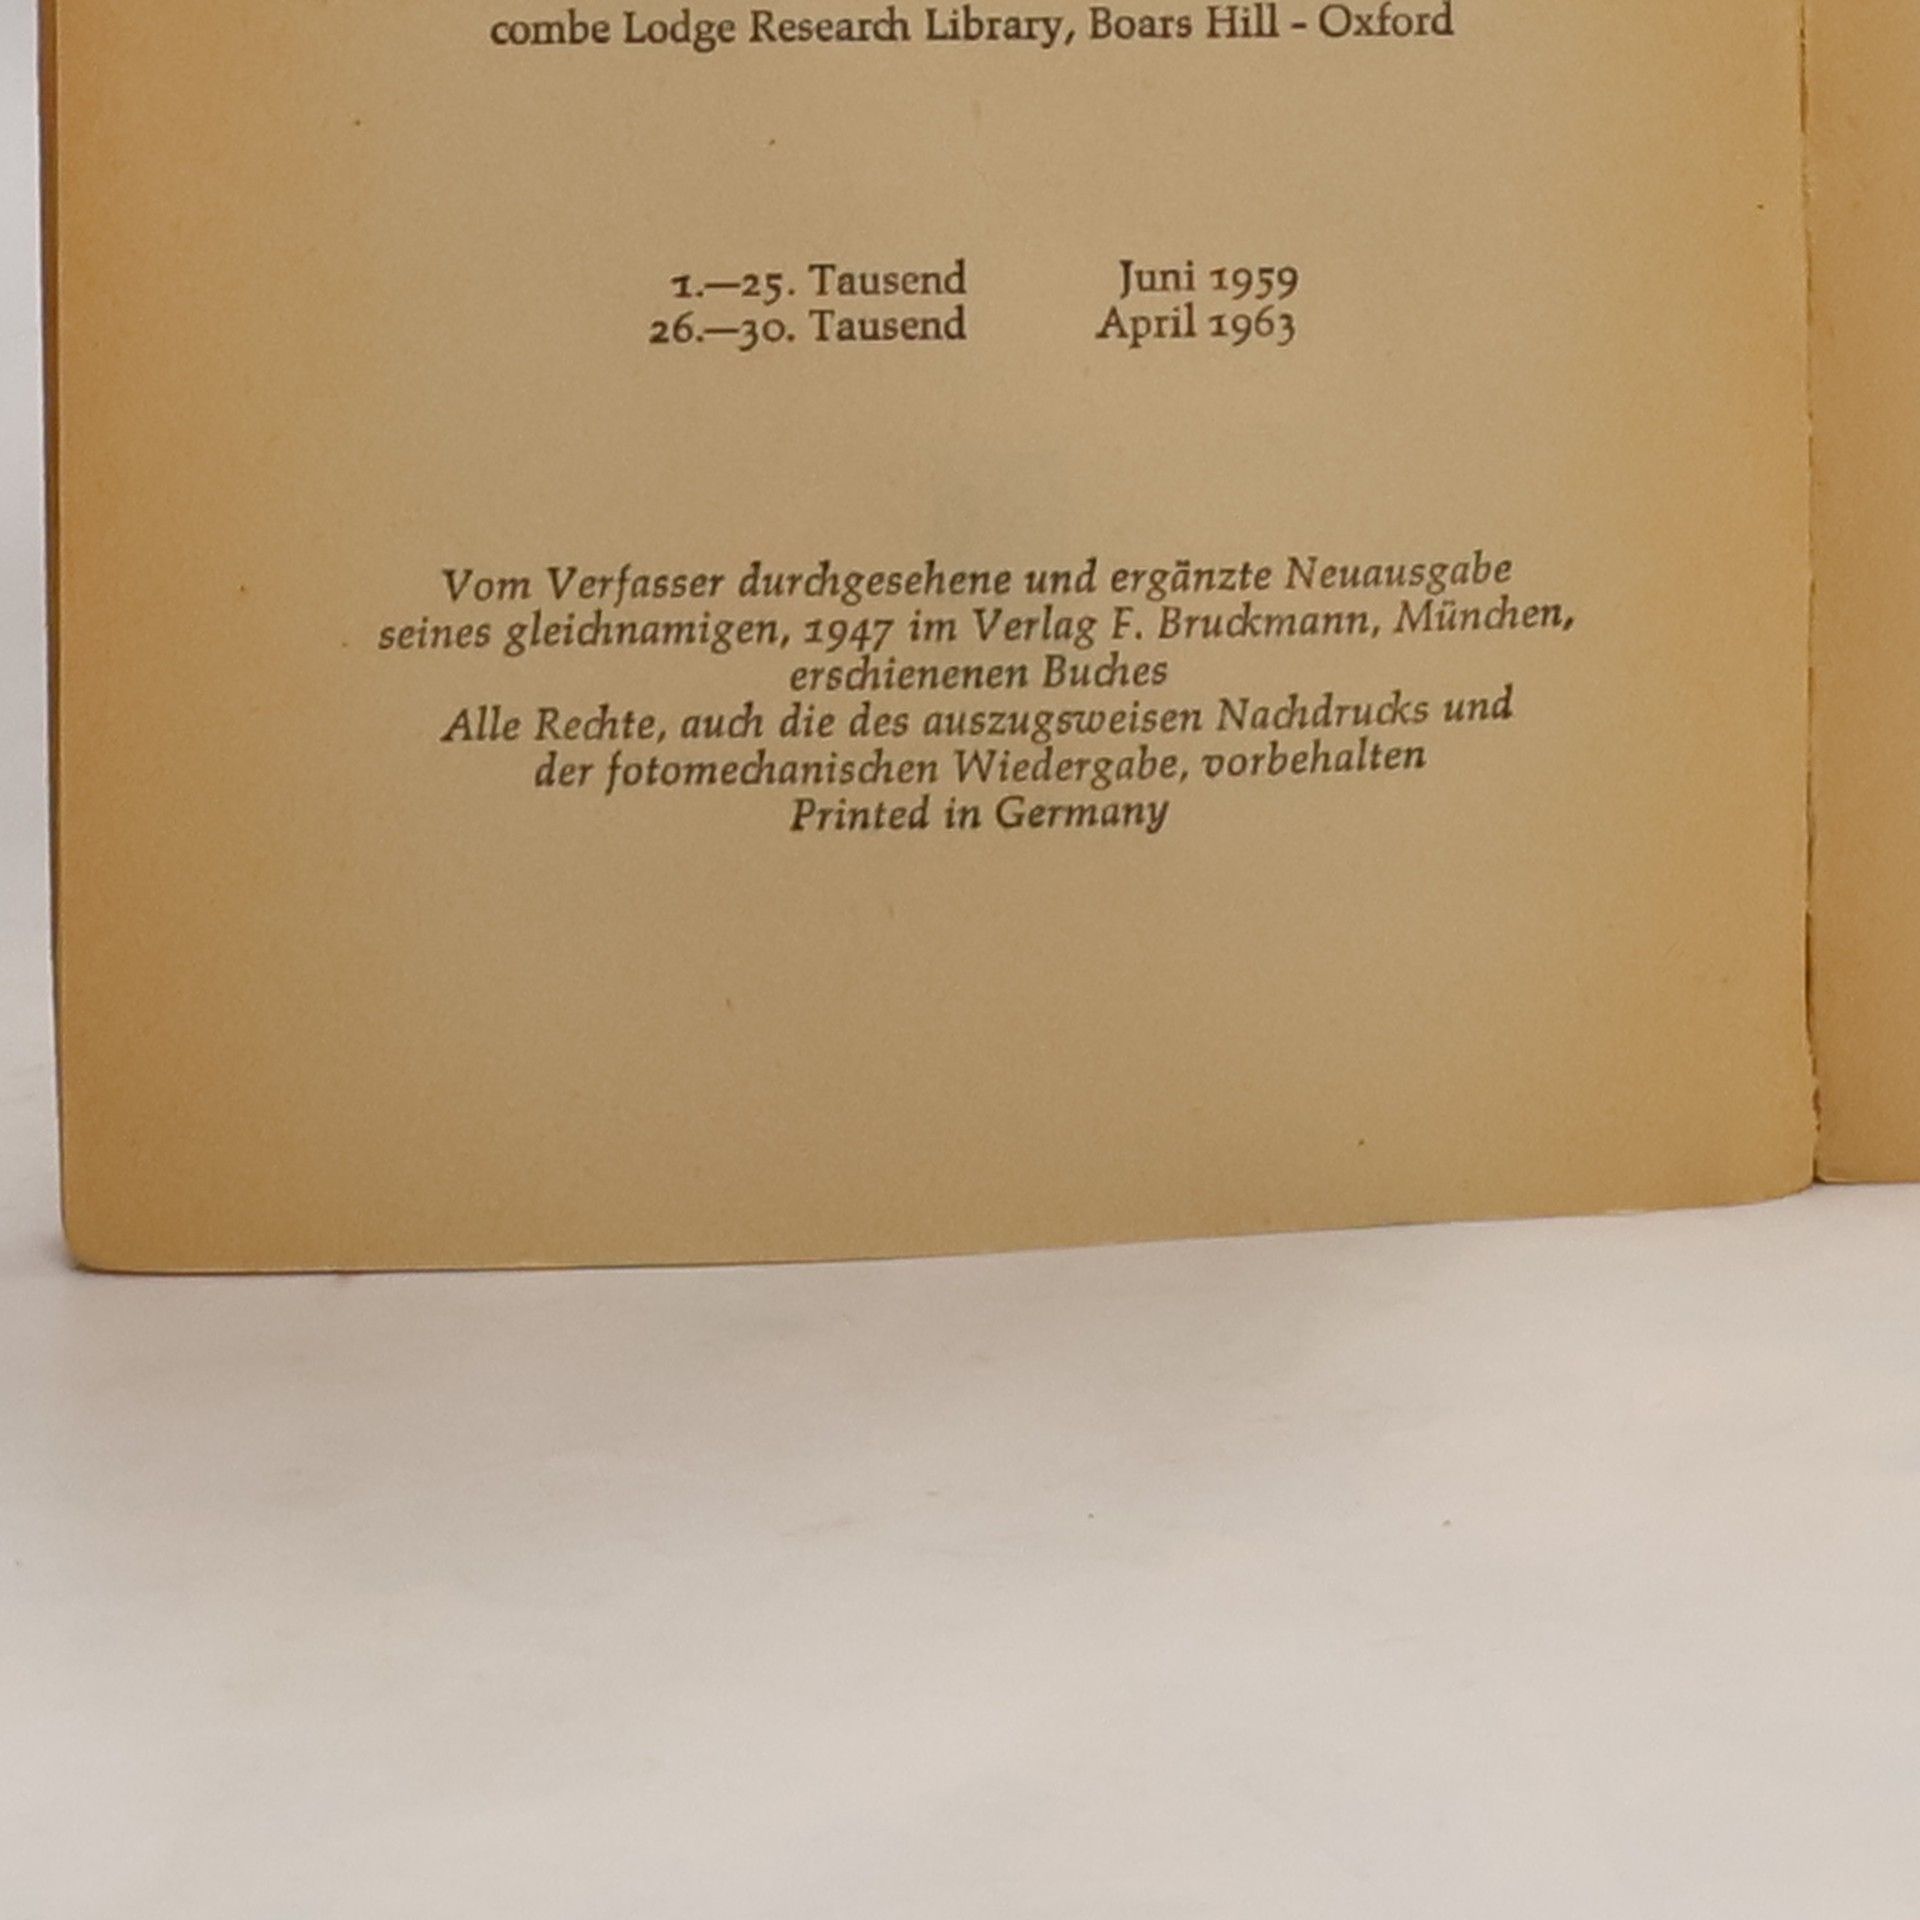 combe Lodge Research Library, Boars Hill - Oxford
1.—25. Tausend Juni 1959
26.—30. Tausend April 1963
Vom Verfasser durchgesehene und ergänzte Neuausgabe
seines gleichnamigen, 1947 im Verlag F. Bruckmann, München,
erschienenen Buches
Alle Rechte, auch die des auszugsweisen Nachdrucks und
der fotomechanischen Wiedergabe, vorbehalten
Printed in Germany